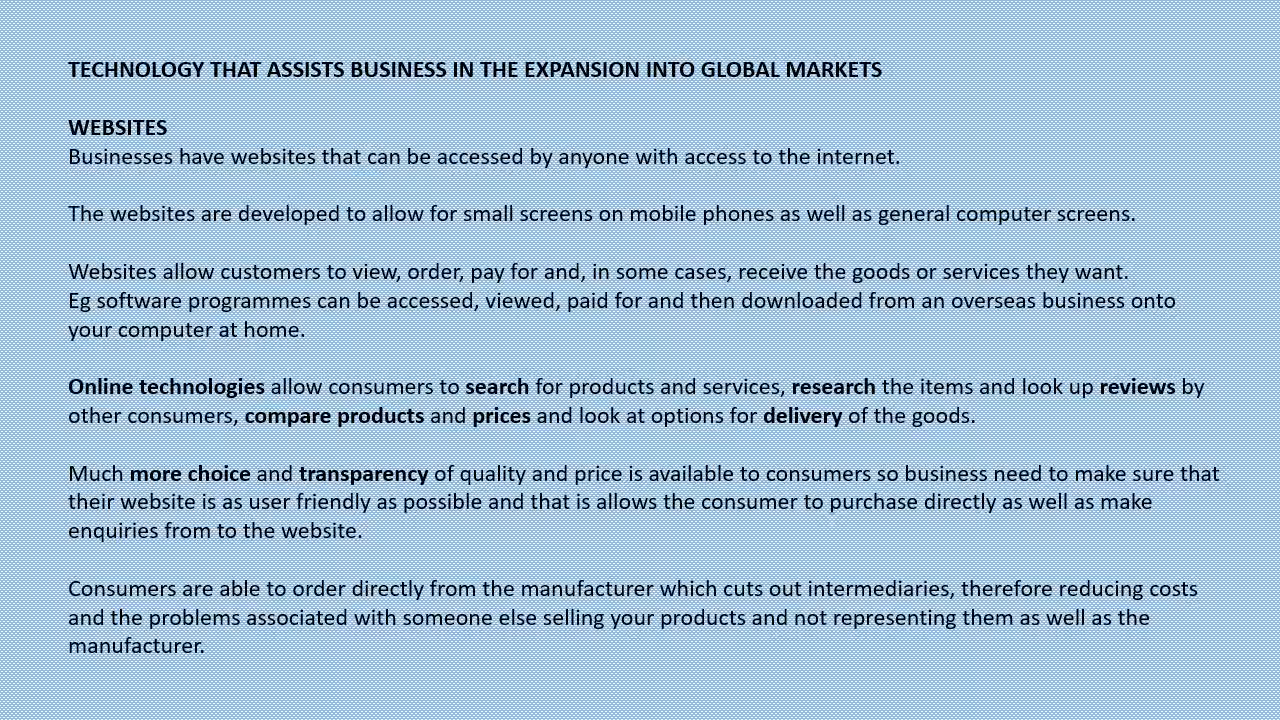 TECHNOLOGY THAT ASSISTS BUSINESS IN THE EXPANSION INTO GLOBAL MARKETS
WEBSITES
Businesses have websites that can be accessed by anyone with access to the internet.
The websites are developed to allow for small screens on mobile phones as well as general computer screens.
Websites allow customers to view, order, pay for and, in some cases, receive the goods or services they want.
Eg software programmes can be accessed, viewed, paid for and then downloaded from an overseas business onto
your computer at home.
Online technologies allow consumers to search for products and services, research the items and look up reviews by
other consumers, compare products and prices and look at options for delivery of the goods.
Much more choice and transparency of quality and price is available to consumers so business need to make sure that
their website is as user friendly as possible and that is allows the consumer to purchase directly as well as make
enquiries from to the website.
Consumers are able to order directly from the manufacturer which cuts out intermediaries, therefore reducing costs
and the problems associated with someone else selling your products and not representing them as well as the
manufacturer.